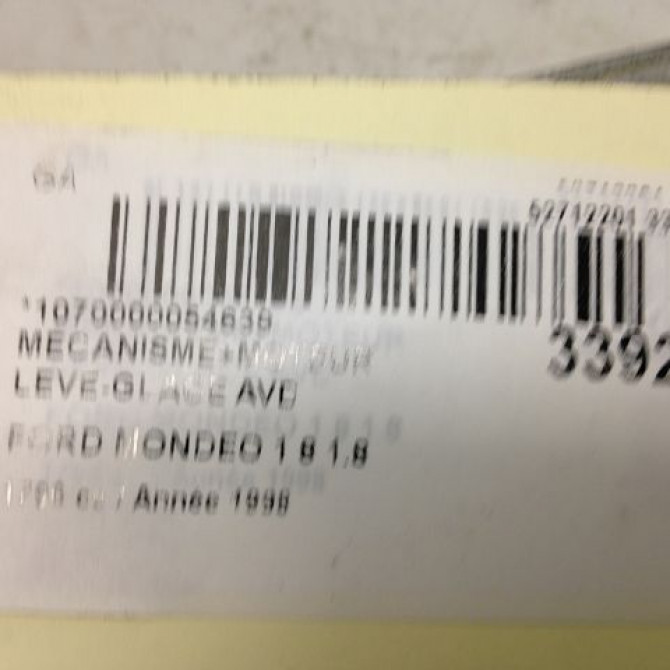 *1070000054639
MECANISME+MOTEUR
3392
LEVE-GLACE AVD
FORD MONDEO 1 8 1.8
Année 1998